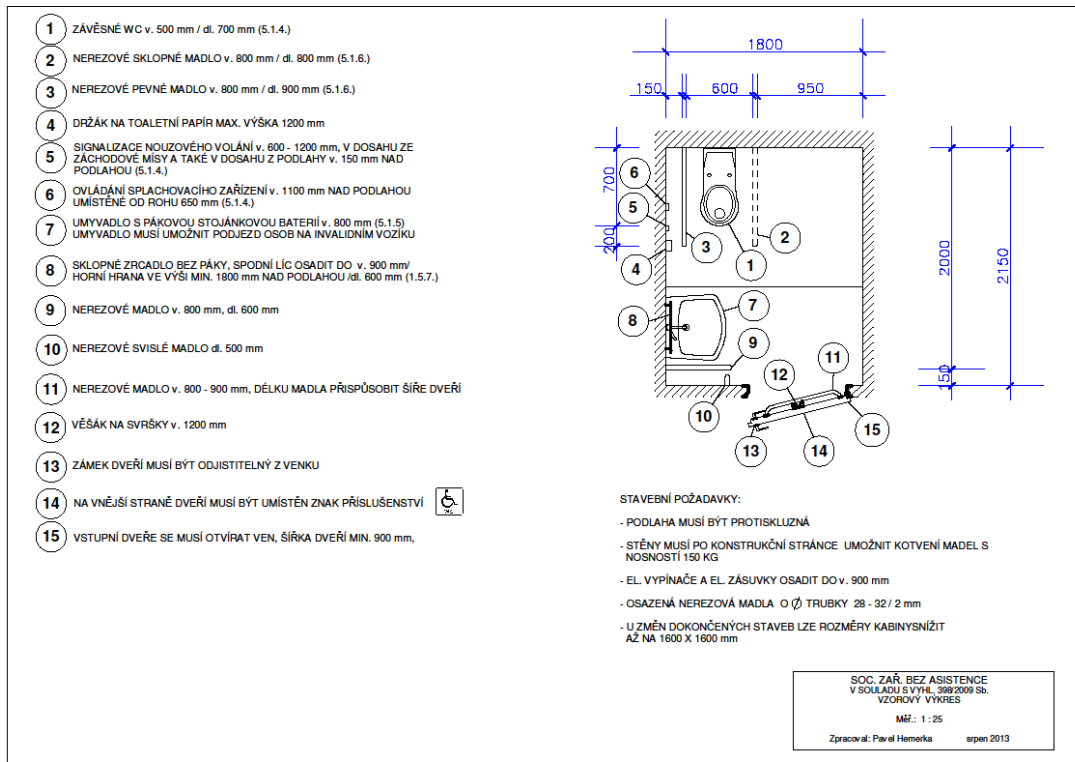 1 ZÁVĚSNÉ WC v. 500 mm / dl. 700 mm (5.1.4.)
2 NEREZOVÉ SKLOPNÉ MADLO v. 800 mm / dl. 800 mm (5.1.6.)
3 NEREZOVÉ PEVNÉ MADLO v. 800 mm / dl. 900 mm (5.1.6.)
4 DRŽÁK NA TOALETNÍ PAPÍR MAX. VÝŠKA 1200 mm
5 SIGNALIZACE NOUZOVÉHO VOLÁNÍ v. 600 - 1200 mm, V DOSAHU ZE
ZÁCHODOVÉ MÍSY A TAKÉ V DOSAHU Z PODLAHY v. 150 mm NAD
PODLAHOU (5.1.4.)
6 OVLÁDÁNÍ SPLACHOVACÍHO ZAŘÍZENÍ v. 1100 mm NAD PODLAHOU
UMÍSTĚNÉ OD ROHU 650 mm (5.1.4.)
7 UMYVADLO S PÁKOVOU STOJÁNKOVOU BATERIÍ v. 800 mm (5.1.5)
UMYVADLO MUSÍ UMOŽNIT PODJEZD OSOB NA INVALIDNÍM VOZÍKU
8 SKLOPNÉ ZRCADLO BEZ PÁKY, SPODNÍ LÍC OSADIT DO v. 900 mm/
HORNÍ HRANA VE VÝŠI MIN. 1800 mm NAD PODLAHOU /dl. 600 mm (1.5.7.)
9 NEREZOVÉ MADLO v. 800 mm, dl. 600 mm
10 NEREZOVÉ SVISLÉ MADLO dl. 500 mm
11 NEREZOVÉ MADLO v. 800 - 900 mm, DÉLKU MADLA PŘISPŮSOBIT ŠÍŘE DVEŘÍ
12 VĚŠÁK NA SVRŠKY v. 1200 mm
13 ZÁMEK DVEŘÍ MUSÍ BÝT ODJISTITELNÝ Z VENKU
14 NA VNĚJŠÍ STRANĚ DVEŘÍ MUSÍ BÝT UMÍSTĚN ZNAK PŘÍSLUŠENSTVÍ
15 VSTUPNÍ DVEŘE SE MUSÍ OTVÍRAT VEN, ŠÍŘKA DVEŘÍ MIN. 900 mm,
1800
150 600 950
700
200
2000
2150
150
6
5
4
3
1
2
8
7
9
10
12
11
13
14
15
STAVEBNÍ POŽADAVKY:
- PODLAHA MUSÍ BÝT PROTISKLUZNÁ
- STĚNY MUSÍ PO KONSTRUKČNÍ STRÁNCE UMOŽNIT KOTVENÍ MADEL S
NOSNOSTÍ 150 KG
- EL. VYPÍNAČE A EL. ZÁSUVKY OSADIT DO v. 900 mm
- OSAZENÁ NEREZOVÁ MADLA O ∅ TRUBKY 28 - 32 / 2 mm
- U ZMĚN DOKONČENÝCH STAVEB LZE ROZMĚRY KABINYSNÍŽIT
AŽ NA 1600 X 1600 mm
SOC. ZAŘ. BEZ ASISTENCE
V SOULADU S VYHL. 398/2009 Sb.
VZOROVÝ VÝKRES
Měř.: 1 : 25
Zpracoval: Pavel Hemerka srpen 2013